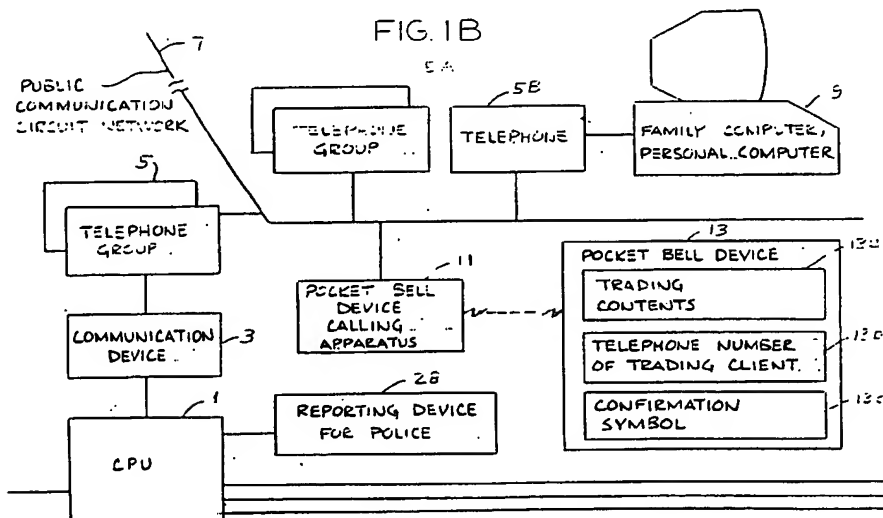 FIG. 1B
7
PUBLIC
COMMUNICATION
CIRCUIT NETWORK
5A
TELEPHONE
GROUP
5B
TELEPHONE
9
FAMILY COMPUTER,
PERSONAL COMPUTER
5
TELEPHONE
GROUP
11
POCKET BELL
DEVICE
CALLING
APPARATUS
13
POCKET BELL DEVICE
TRADING
CONTENTS
TELEPHONE NUMBER
OF TRADING CLIENT
CONFIRMATION
SYMBOL
COMMUNICATION
DEVICE
3
28
REPORTING DEVICE
FOR POLICE
1
CPU